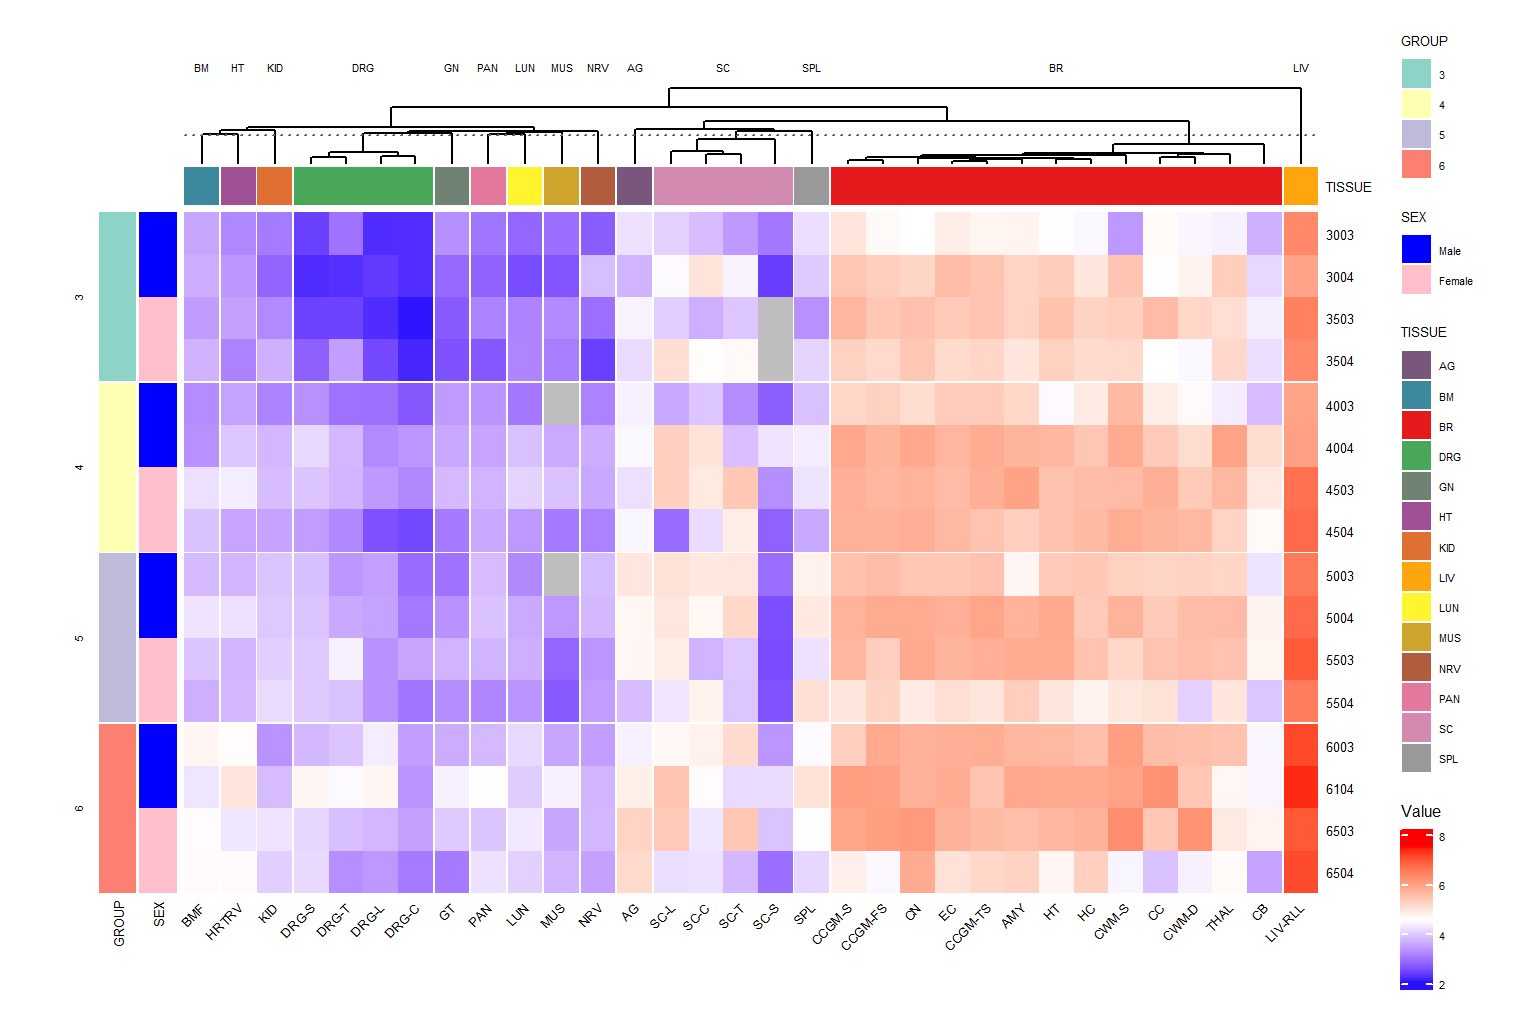 BM HT KID DRG GN PAN LUN MUS NRV AG SC SPL BR LIV
TISSUE
3
4
5
6
3003
3004
3503
3504
4003
4004
4503
4504
5003
5004
5503
5504
6003
6104
6503
6504
GROUP SEX BMF HRTRV KID DRG-S DRG-T DRG-L DRG-C GT PAN LUN MUS NRV AG SC-L SC-C SC-T SC-S SPL CCGM-S CCGM-FS ON EC CCGM-TS AMY HT HC CWM-S CC CWM-D THAL CB LIV-RLL
GROUP
3
4
5
6
SEX
Male
Female
TISSUE
AG
BM
BR
DRG
GN
HT
KID
LIV
LUN
MUS
NRV
PAN
SC
SPL
Value
8
6
4
2